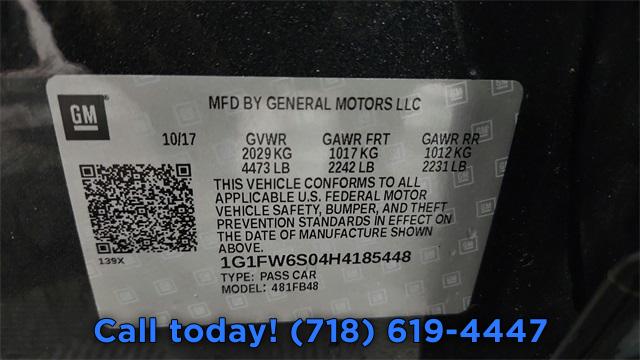 GM
MFD BY GENERAL MOTORS LLC
10/17 GVWR GAWR FRT GAWR RR
2029 KG 1017 KG 1012 KG
4473 LB 2242 LB 2231 LB
THIS VEHICLE CONFORMS TO ALL
APPLICABLE U.S. FEDERAL MOTOR
VEHICLE SAFETY, BUMPER, AND THEFT
PREVENTION STANDARDS IN EFFECT ON
THE DATE OF MANUFACTURE SHOWN
ABOVE.
139X
1G1FW6S04H4185448
TYPE: PASS CAR
MODEL: 481FB48
Call today! (718) 619-4447